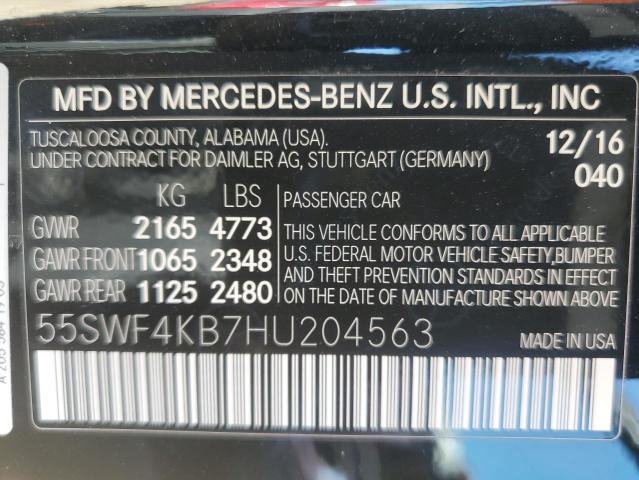 MFD BY MERCEDES-BENZ U.S. INTL., INC
TUSCALOOSA COUNTY, ALABAMA (USA). 12/16
UNDER CONTRACT FOR DAIMLER AG, STUTTGART (GERMANY) 040
KG LBS PASSENGER CAR
GVWR 2165 4773
GAWR FRONT 1065 2348
GAWR REAR 1125 2480
THIS VEHICLE CONFORMS TO ALL APPLICABLE
U.S. FEDERAL MOTOR VEHICLE SAFETY,BUMPER
AND THEFT PREVENTION STANDARDS IN EFFECT
ON THE DATE OF MANUFACTURE SHOWN ABOVE
55SWF4KB7HU204563 MADE IN USA